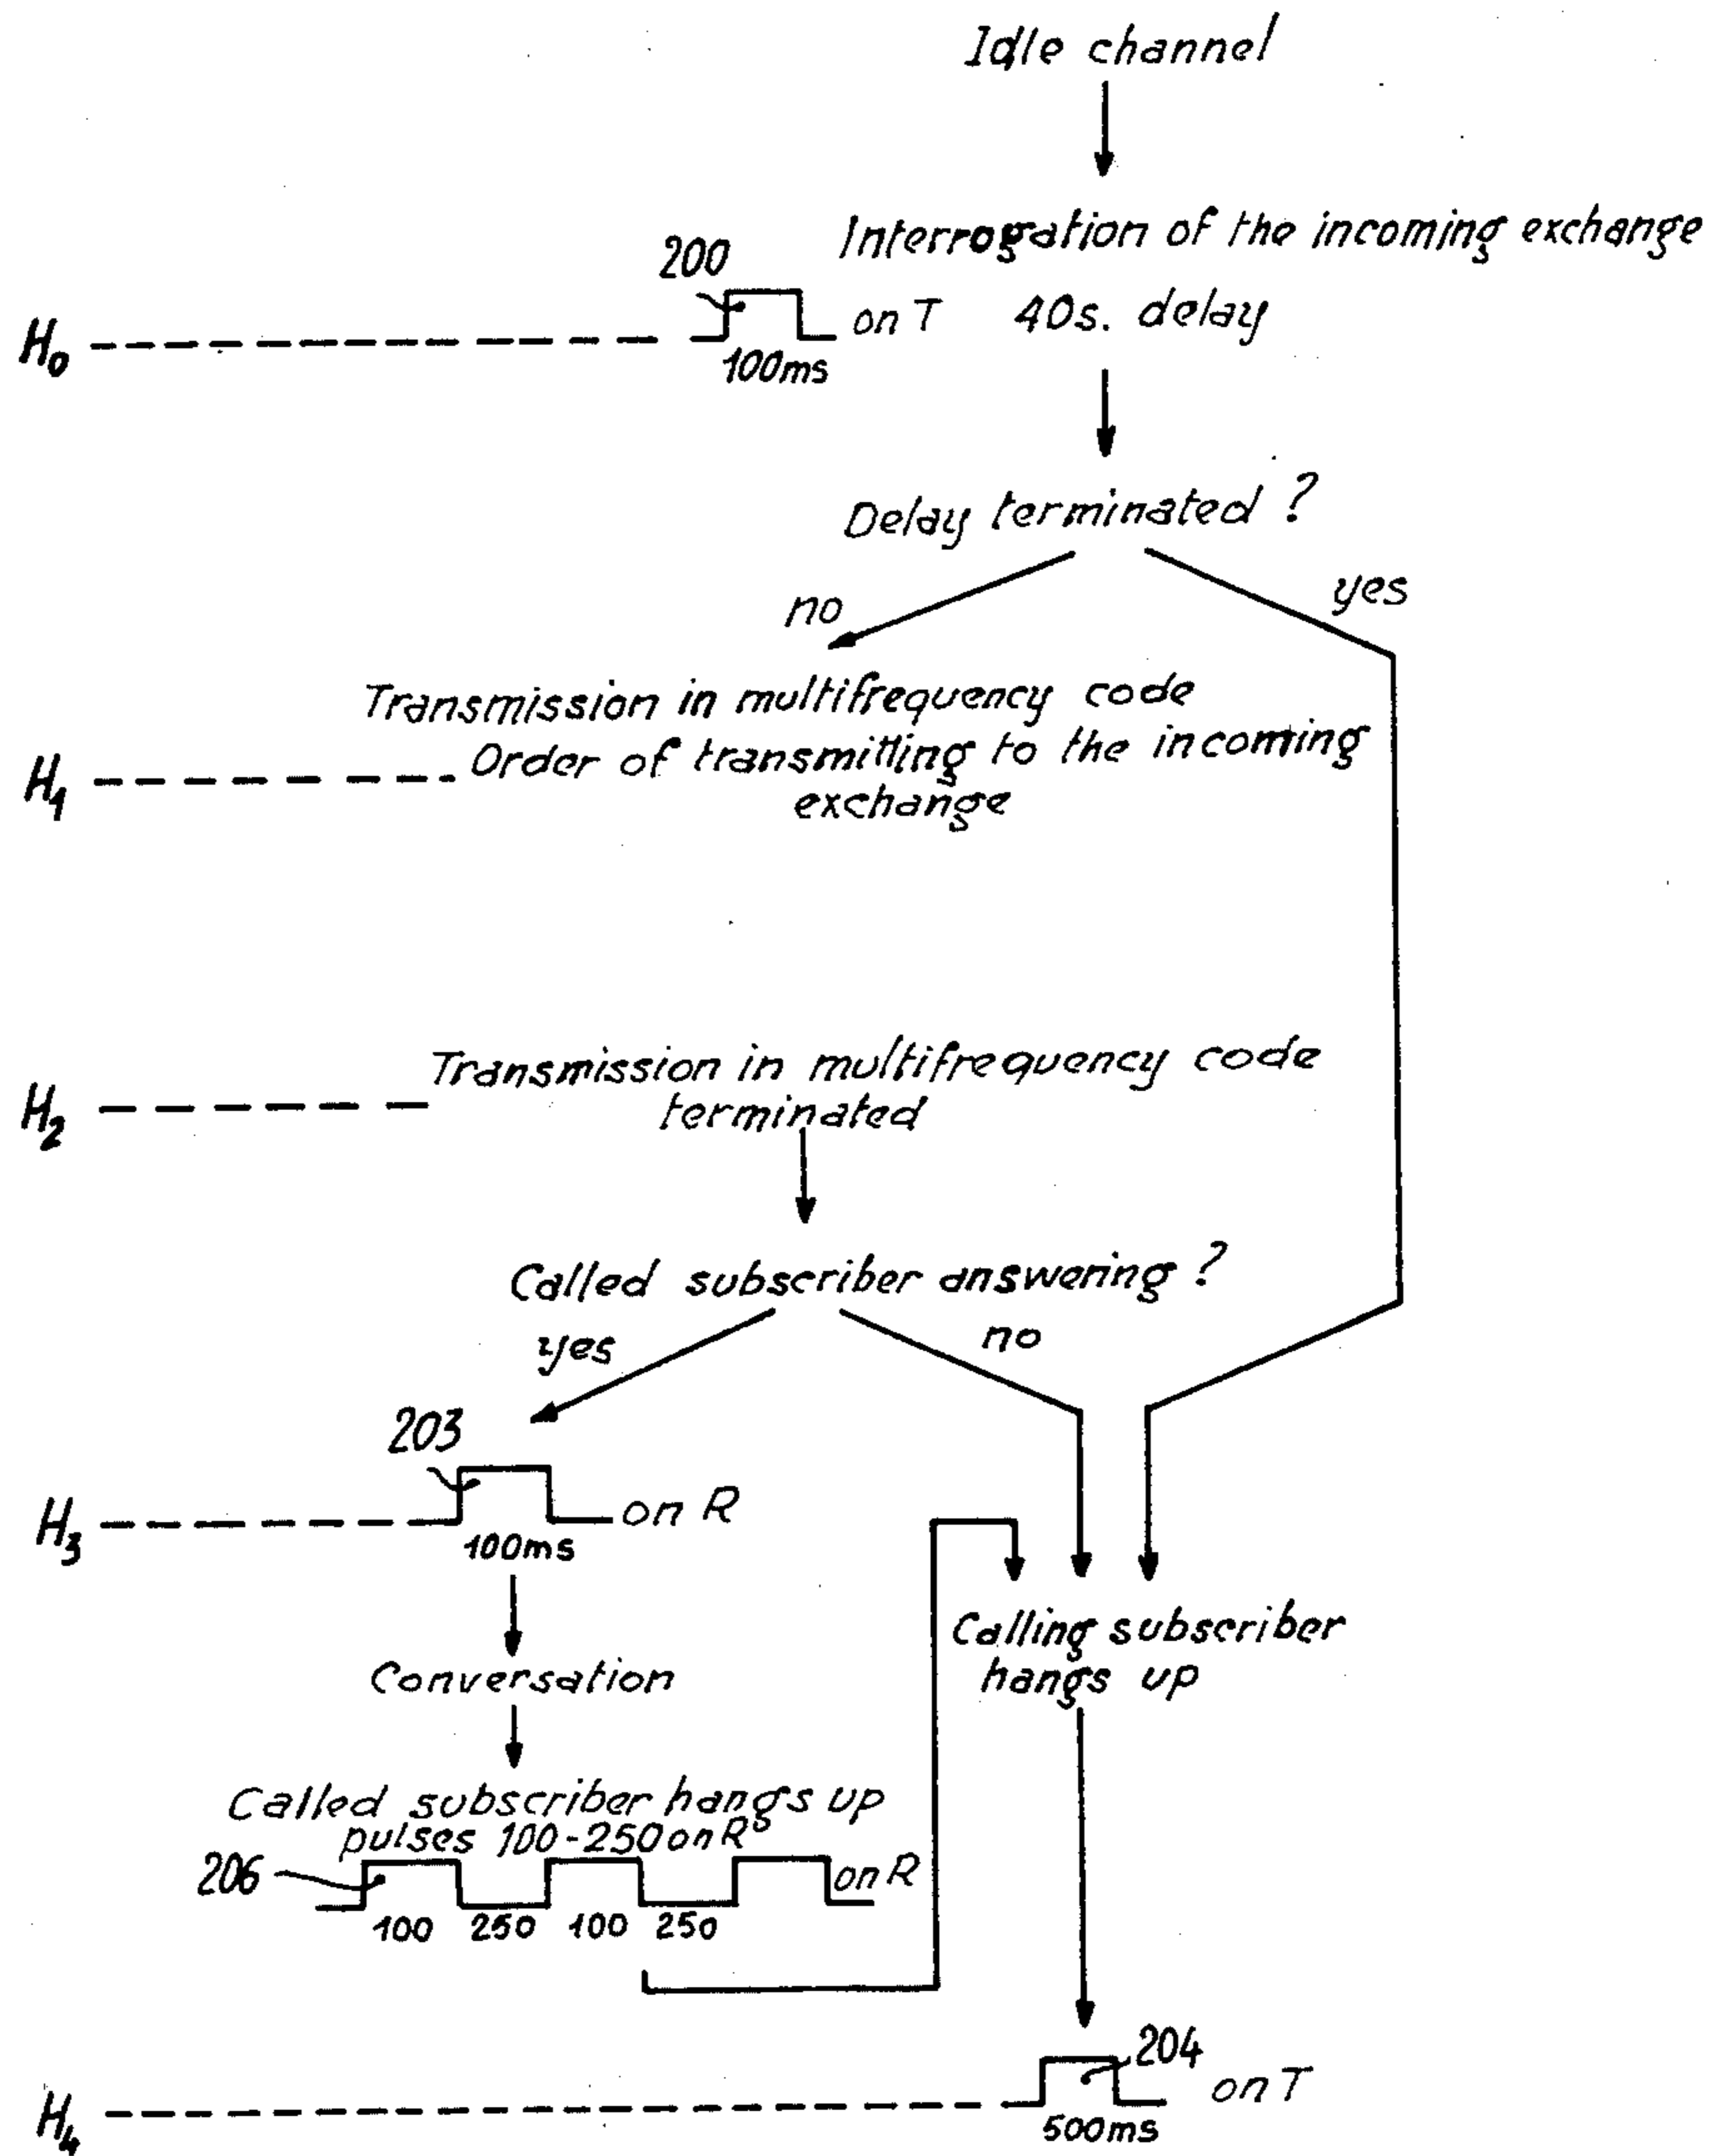 Idle channel
Interrogation of the incoming exchange
200
on T 40s. delay
H0
100ms
Delay terminated ?
no
yes
Transmission in multifrequency code
H1
Order of transmitting to the incoming
exchange
Transmission in multifrequency code
H2
terminated
Called subscriber answering ?
yes
no
203
H3
on R
100ms
Calling subscriber
hangs up
Conversation
Called subscriber hangs up
pulses 100-250 on R
206
on R
100 250 100 250
204
on T
H4
500ms